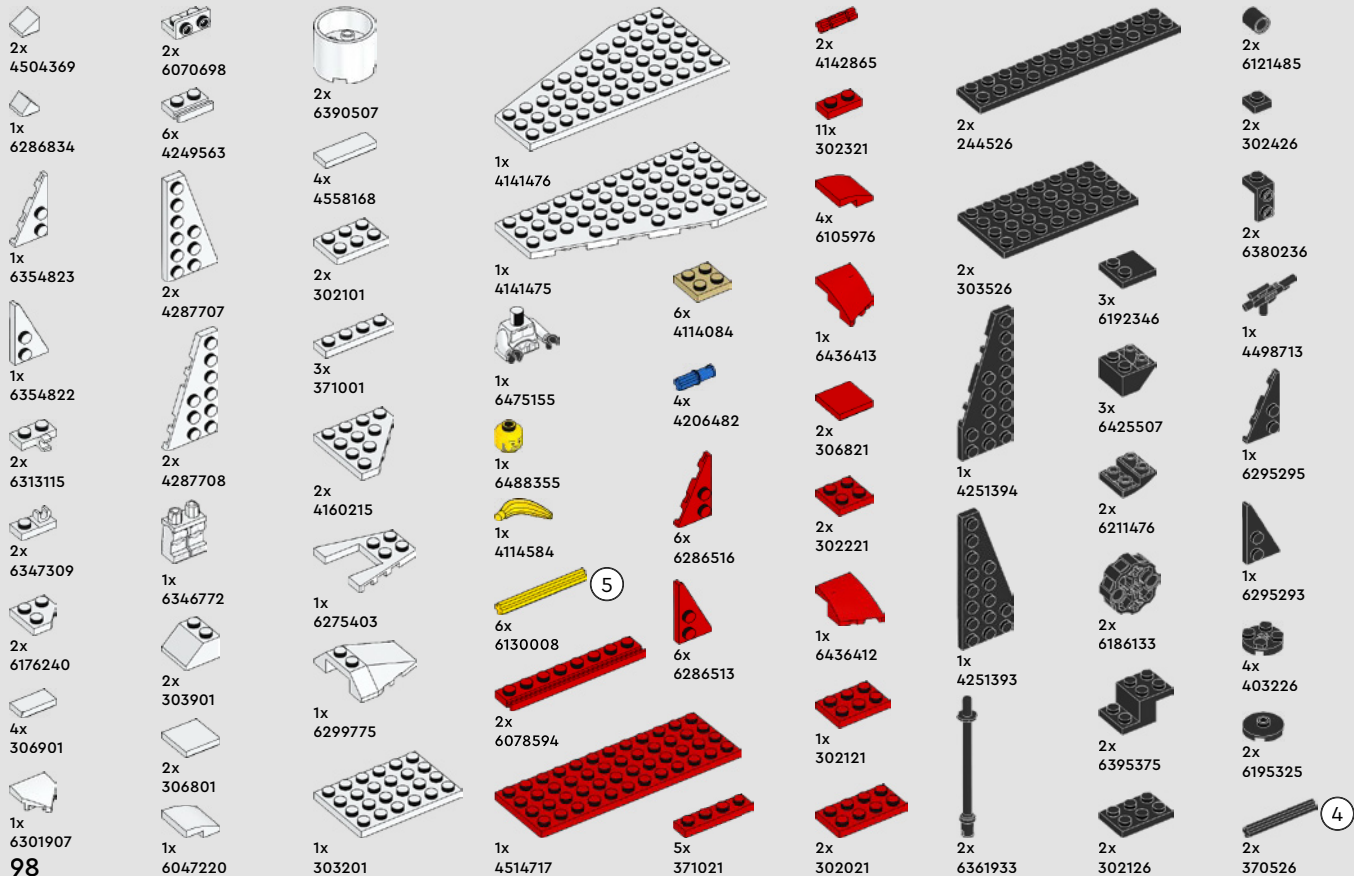 2x
4504369
1x
6286834
1x
6354823
1x
6354822
2x
6313115
2x
6347309
2x
6176240
4x
306901
1x
6301907
98
2x
6070698
6x
4249563
2x
4287707
2x
4287708
1x
6346772
2x
303901
2x
306801
1x
6047220
2x
6390507
4x
4558168
2x
302101
3x
371001
2x
4160215
1x
6275403
1x
6299775
1x
303201
1x
4141476
1x
4141475
1x
6475155
1x
6488355
1x
4114584
5
6x
6130008
2x
6078594
1x
4514717
6x
4114084
4x
4206482
6x
6286516
6x
6286513
5x
371021
2x
4142865
11x
302321
4x
6105976
1x
6436413
2x
306821
2x
302221
1x
6436412
1x
302121
2x
302021
2x
244526
2x
303526
1x
4251394
1x
4251393
2x
6361933
3x
6192346
3x
6425507
2x
6211476
2x
6186133
2x
6395375
2x
302126
2x
6121485
2x
302426
2x
6380236
1x
4498713
1x
6295295
1x
6295293
4x
403226
2x
6195325
4
2x
370526